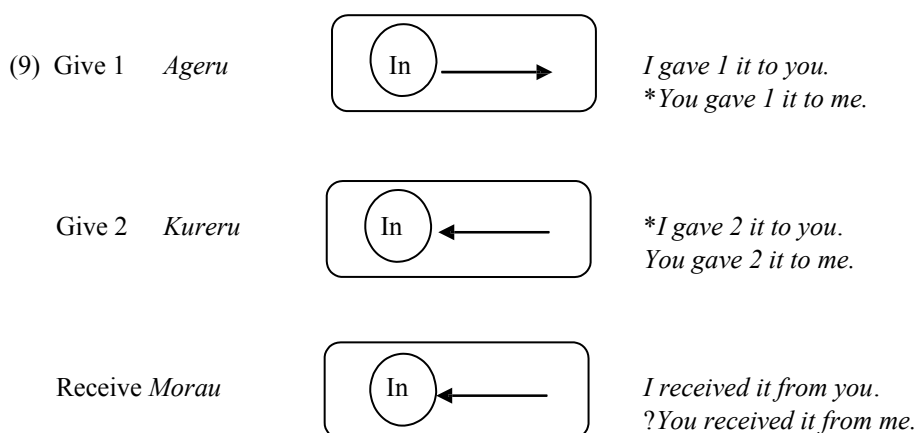 (9) Give 1 Ageru In I gave 1 it to you.
*You gave 1 it to me.
Give 2 Kureru In *I gave 2 it to you.
You gave 2 it to me.
Receive Morau In I received it from you.
?You received it from me.